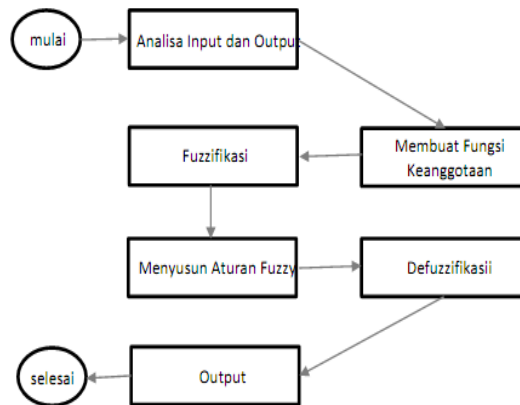 mulai
Analisa Input dan Output
Membuat Fungsi
Keanggotaan
Fuzzifikasi
Menyusun Aturan Fuzzy
Defuzzifikasii
Output
selesai